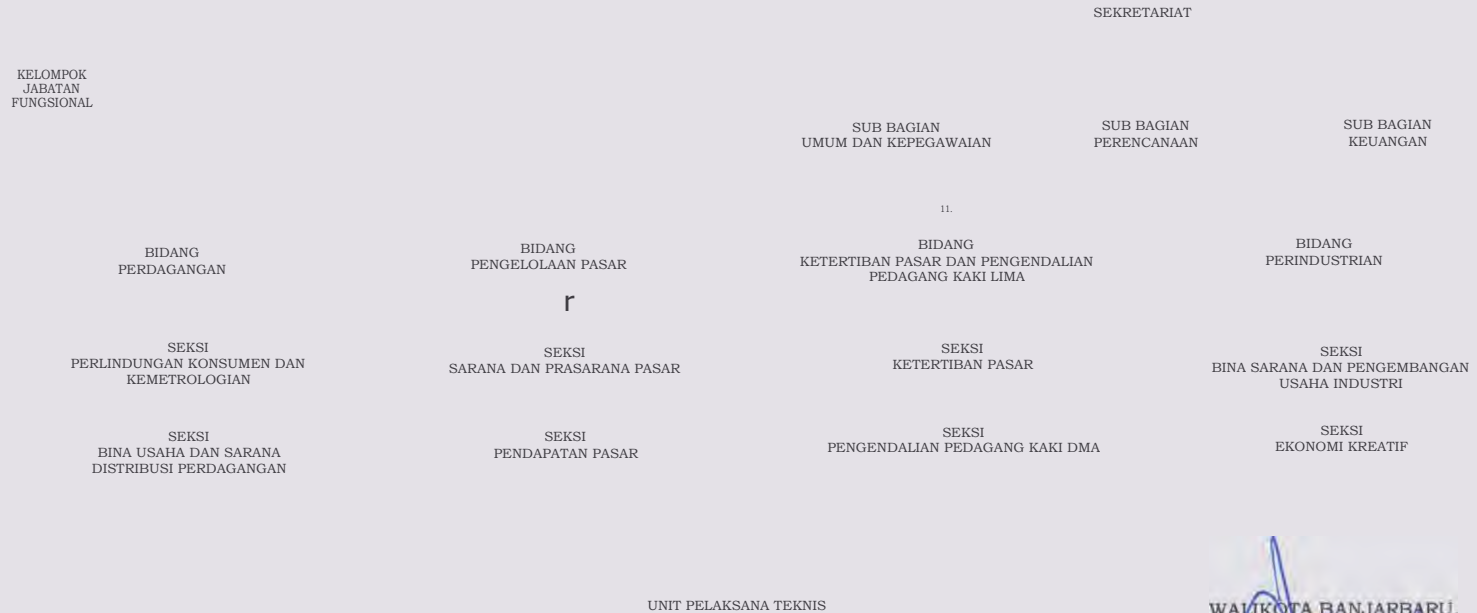 SEKRETARIAT
KELOMPOK
JABATAN
FUNGSIONAL
SUB BAGIAN
UMUM DAN KEPEGAWAIAN
SUB BAGIAN
PERENCANAAN
SUB BAGIAN
KEUANGAN
11.
BIDANG
PERDAGANGAN
BIDANG
PENGELOLAAN PASAR
r
BIDANG
KETERTIBAN PASAR DAN PENGENDALIAN
PEDAGANG KAKI LIMA
BIDANG
PERINDUSTRIAN
SEKSI
PERLINDUNGAN KONSUMEN DAN
KEMETROLOGIAN
SEKSI
SARANA DAN PRASARANA PASAR
SEKSI
KETERTIBAN PASAR
SEKSI
BINA SARANA DAN PENGEMBANGAN
USAHA INDUSTRI
SEKSI
BINA USAHA DAN SARANA
DISTRIBUSI PERDAGANGAN
SEKSI
PENDAPATAN PASAR
SEKSI
PENGENDALIAN PEDAGANG KAKI DMA
SEKSI
EKONOMI KREATIF
UNIT PELAKSANA TEKNIS
WALIKOTA BANJARBARU